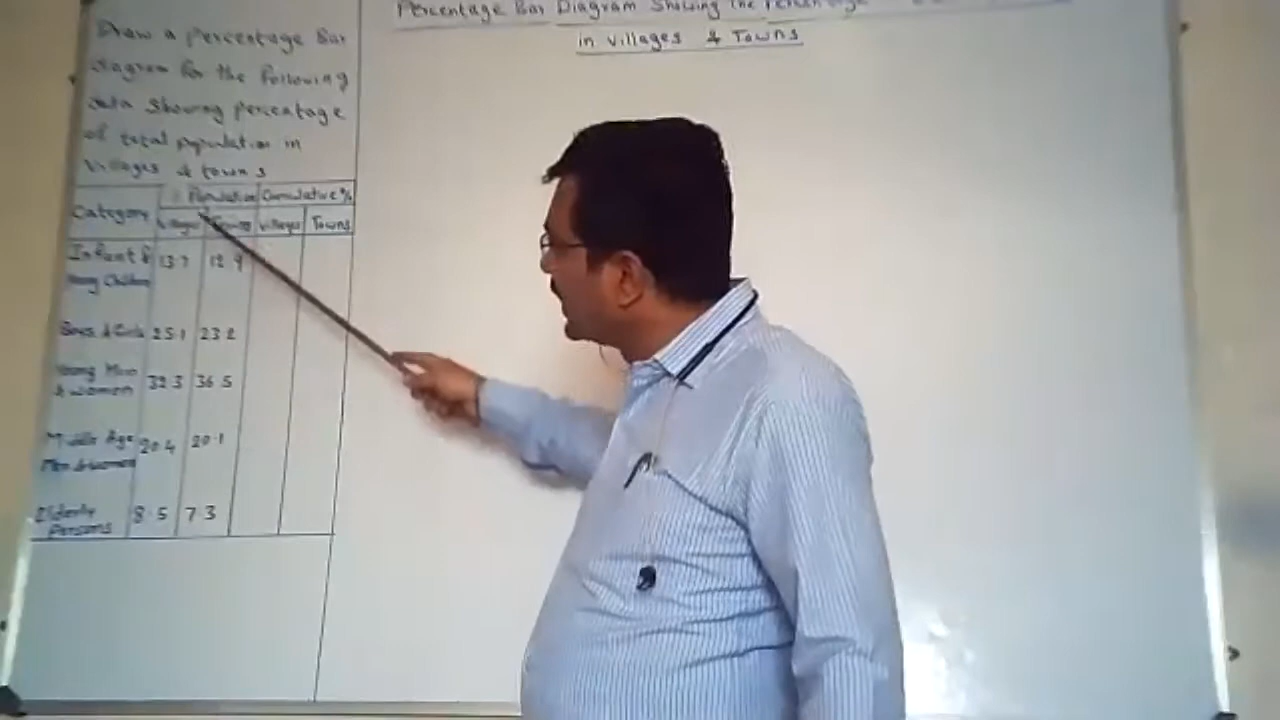 Percentage Bar Diagram Showing the Percentage
in Villages & Towns
Draw a Percentage Bar
diagram for the following
data showing percentage
of total population in
Villages & towns
Category Population Cumulative %
Villages Towns Villages Towns
Infant & 13.7 12.9
Young Children
Boys & Girls 25.1 23.2
Young Men 32.3 36.5
& women
Middle Age 20.4 20.1
Men & women
Elderly 8.5 7.3
Persons